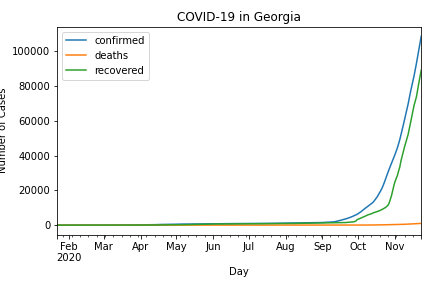 COVID-19 in Georgia
confirmed
deaths
recovered
100000
80000
60000
40000
20000
0
Number of Cases
Feb Mar Apr May Jun Jul Aug Sep Oct Nov
2020
Day